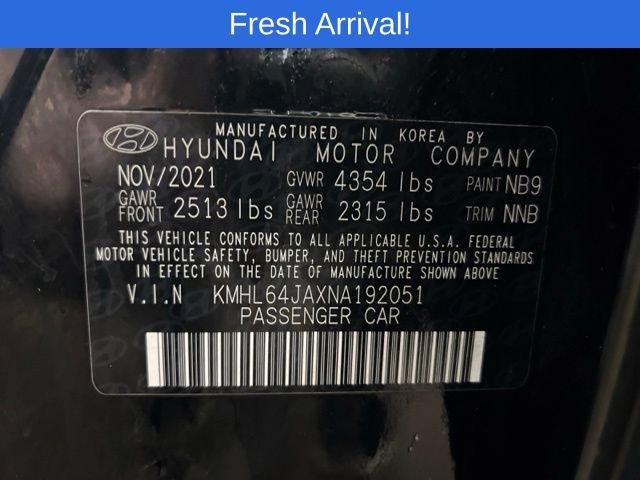 Fresh Arrival!
MANUFACTURED IN KOREA BY
HYUNDAI MOTOR COMPANY
NOV/2021 GVWR 4354 lbs PAINT NB9
GAWR FRONT 2513 lbs GAWR REAR 2315 lbs TRIM NNB
THIS VEHICLE CONFORMS TO ALL APPLICABLE U.S.A. FEDERAL
MOTOR VEHICLE SAFETY, BUMPER, AND THEFT PREVENTION STANDARDS
IN EFFECT ON THE DATE OF MANUFACTURE SHOWN ABOVE
V.I.N KMHL64JAXNA192051
PASSENGER CAR